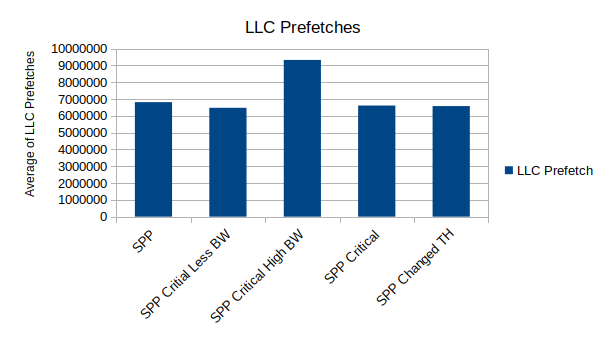 LLC Prefetches
Average of LLC Prefetches
10000000
9000000
8000000
7000000
6000000
5000000
4000000
3000000
2000000
1000000
0
SPP
SPP Critial Less BW
SPP Critical High BW
SPP Critical
SPP Changed TH
LLC Prefetch